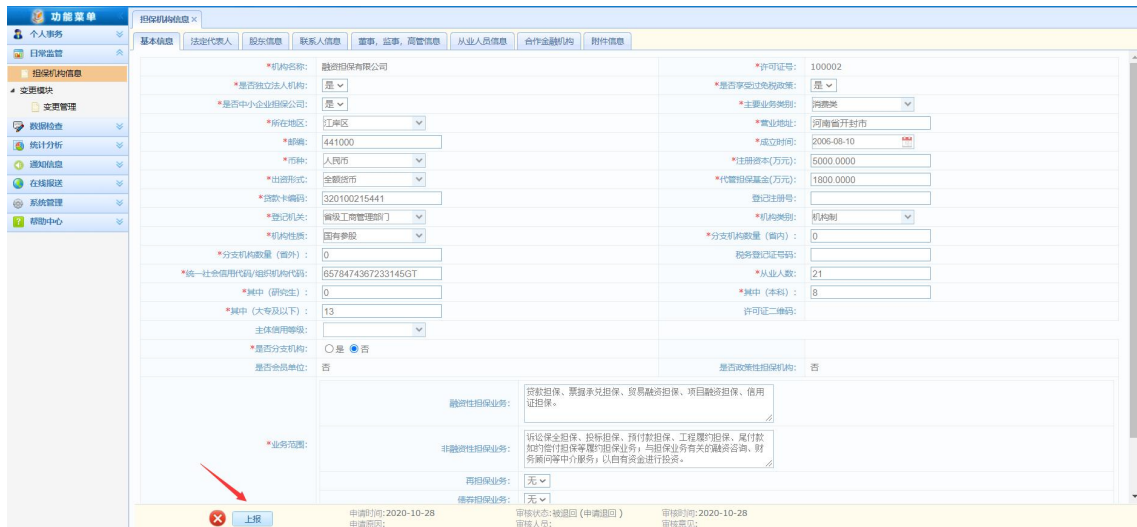 功能菜单
个人事务
日常监管
担保机构信息
变更模块
变更管理
数据检查
统计分析
通知信息
在线报送
系统管理
帮助中心
担保机构信息 ×
基本信息 法定代表人 股东信息 联系人信息 董事, 监事, 高管信息 从业人员信息 合作金融机构 附件信息
*机构名称: 融资担保有限公司 *许可证号: 100002
*是否独立法人机构: 是 *是否享受过免税政策: 是
*是否中小企业担保公司: 是 *主要业务类别: 消费类
*所在地区: 江岸区 *营业地址: 河南省开封市
*邮编: 441000 *成立时间: 2006-08-10
*币种: 人民币 *注册资本(万元): 5000.0000
*出资形式: 全额货币 *代管担保基金(万元): 1800.0000
*贷款卡编码: 320100215441 登记注册号:
*登记机关: 省级工商管理部门 *机构类别: 机构制
*机构性质: 国有参股 *分支机构数量（省内）: 0
*分支机构数量（省外）: 0 税务登记证号码:
*统一社会信用代码/组织机构代码: 6578474367233145GT *从业人数: 21
*其中（研究生）: 0 *其中（本科）: 8
*其中（大专及以下）: 13 许可证二维码:
主体信用等级:
*是否分支机构: 是 否
是否会员单位: 否 是否政策性担保机构: 否
*业务范围:
融资性担保业务: 贷款担保、票据承兑担保、贸易融资担保、项目融资担保、信用
证担保。
非融资性担保业务: 诉讼保全担保、投标担保、预付款担保、工程履约担保、尾付款
如约偿付担保等履约担保业务；与担保业务有关的融资咨询、财
务顾问等中介服务；以自有资金进行投资。
再担保业务: 无
债券担保业务: 无
上报
申请时间:2020-10-28 审核状态:被退回 (申请退回 ) 审核时间:2020-10-28
申请原因: 审核人员: 审核意见: